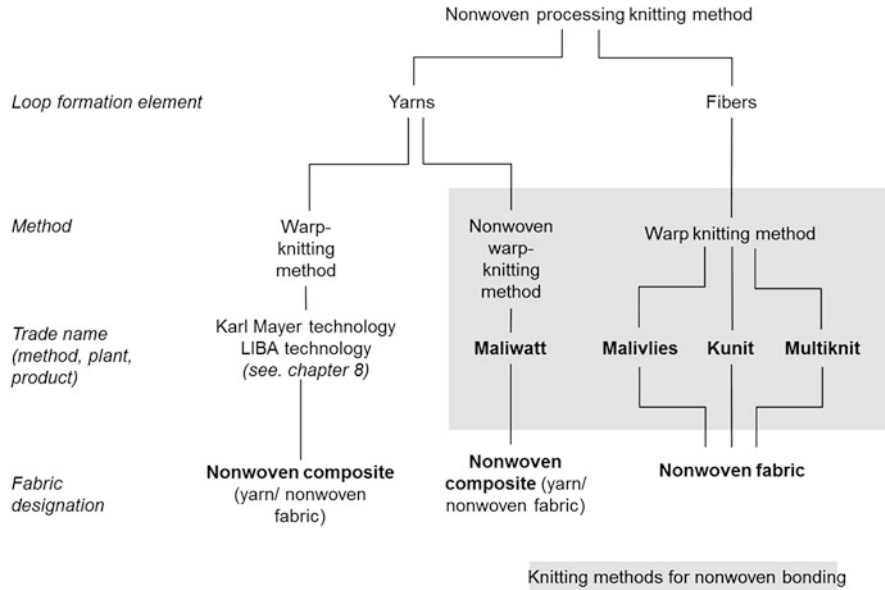 Nonwoven processing knitting method
Loop formation element
Yarns
Fibers
Method
Warp-
knitting
method
Nonwoven
warp-
knitting
method
Warp knitting method
Trade name
(method, plant,
product)
Karl Mayer technology
LIBA technology
(see. chapter 8)
Maliwatt
Malivlies
Kunit
Multiknit
Fabric
designation
Nonwoven composite
(yarn/ nonwoven
fabric)
Nonwoven
composite (yarn/
nonwoven fabric)
Nonwoven fabric
Knitting methods for nonwoven bonding